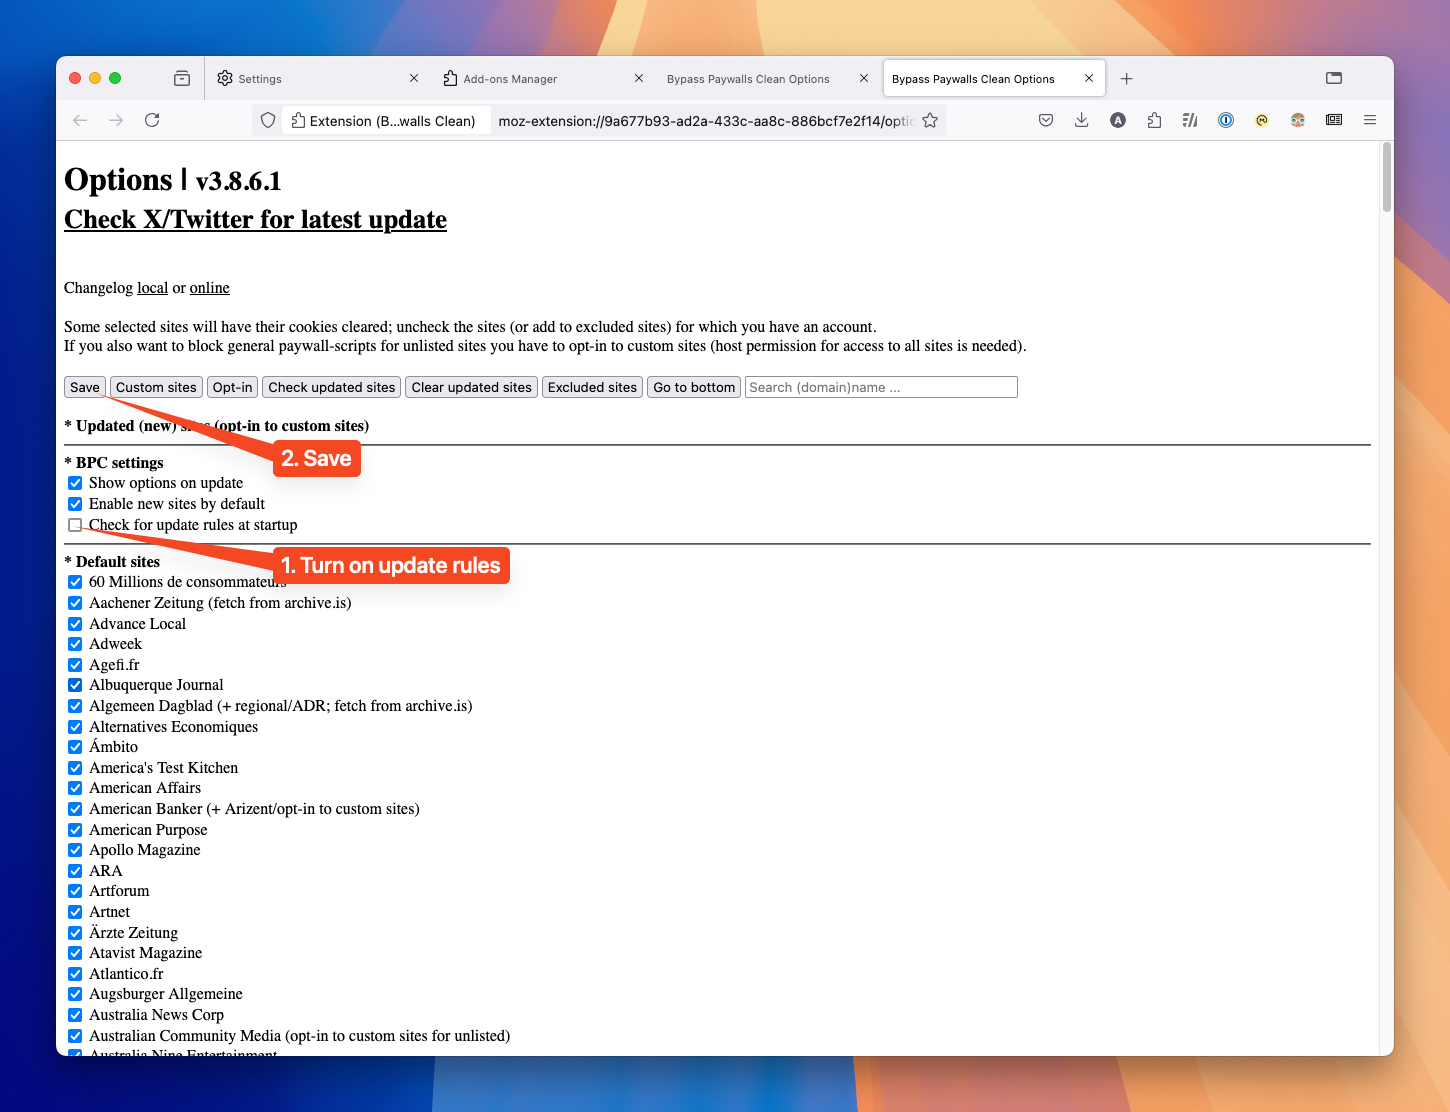 Settings
Add-ons Manager
Bypass Paywalls Clean Options
Bypass Paywalls Clean Options
Extension (B...walls Clean)
moz-extension://9a677b93-ad2a-433c-aa8c-886bcf7e2f14/optic
Options | v3.8.6.1
Check X/Twitter for latest update
Changelog local or online
Some selected sites will have their cookies cleared; uncheck the sites (or add to excluded sites) for which you have an account.
If you also want to block general paywall-scripts for unlisted sites you have to opt-in to custom sites (host permission for access to all sites is needed).
Save Custom sites Opt-in Check updated sites Clear updated sites Excluded sites Go to bottom Search (domain)name ...
* Updated (new) sites (opt-in to custom sites)
2. Save
* BPC settings
Show options on update
Enable new sites by default
Check for update rules at startup
1. Turn on update rules
* Default sites
60 Millions de consommateurs
Aachener Zeitung (fetch from archive.is)
Advance Local
Adweek
Agefi.fr
Albuquerque Journal
Algemeen Dagblad (+ regional/ADR; fetch from archive.is)
Alternatives Economiques
Ámbito
America's Test Kitchen
American Affairs
American Banker (+ Arizent/opt-in to custom sites)
American Purpose
Apollo Magazine
ARA
Artforum
Artnet
Ärzte Zeitung
Atavist Magazine
Atlantico.fr
Augsburger Allgemeine
Australia News Corp
Australian Community Media (opt-in to custom sites for unlisted)
Australia Nine Entertainment